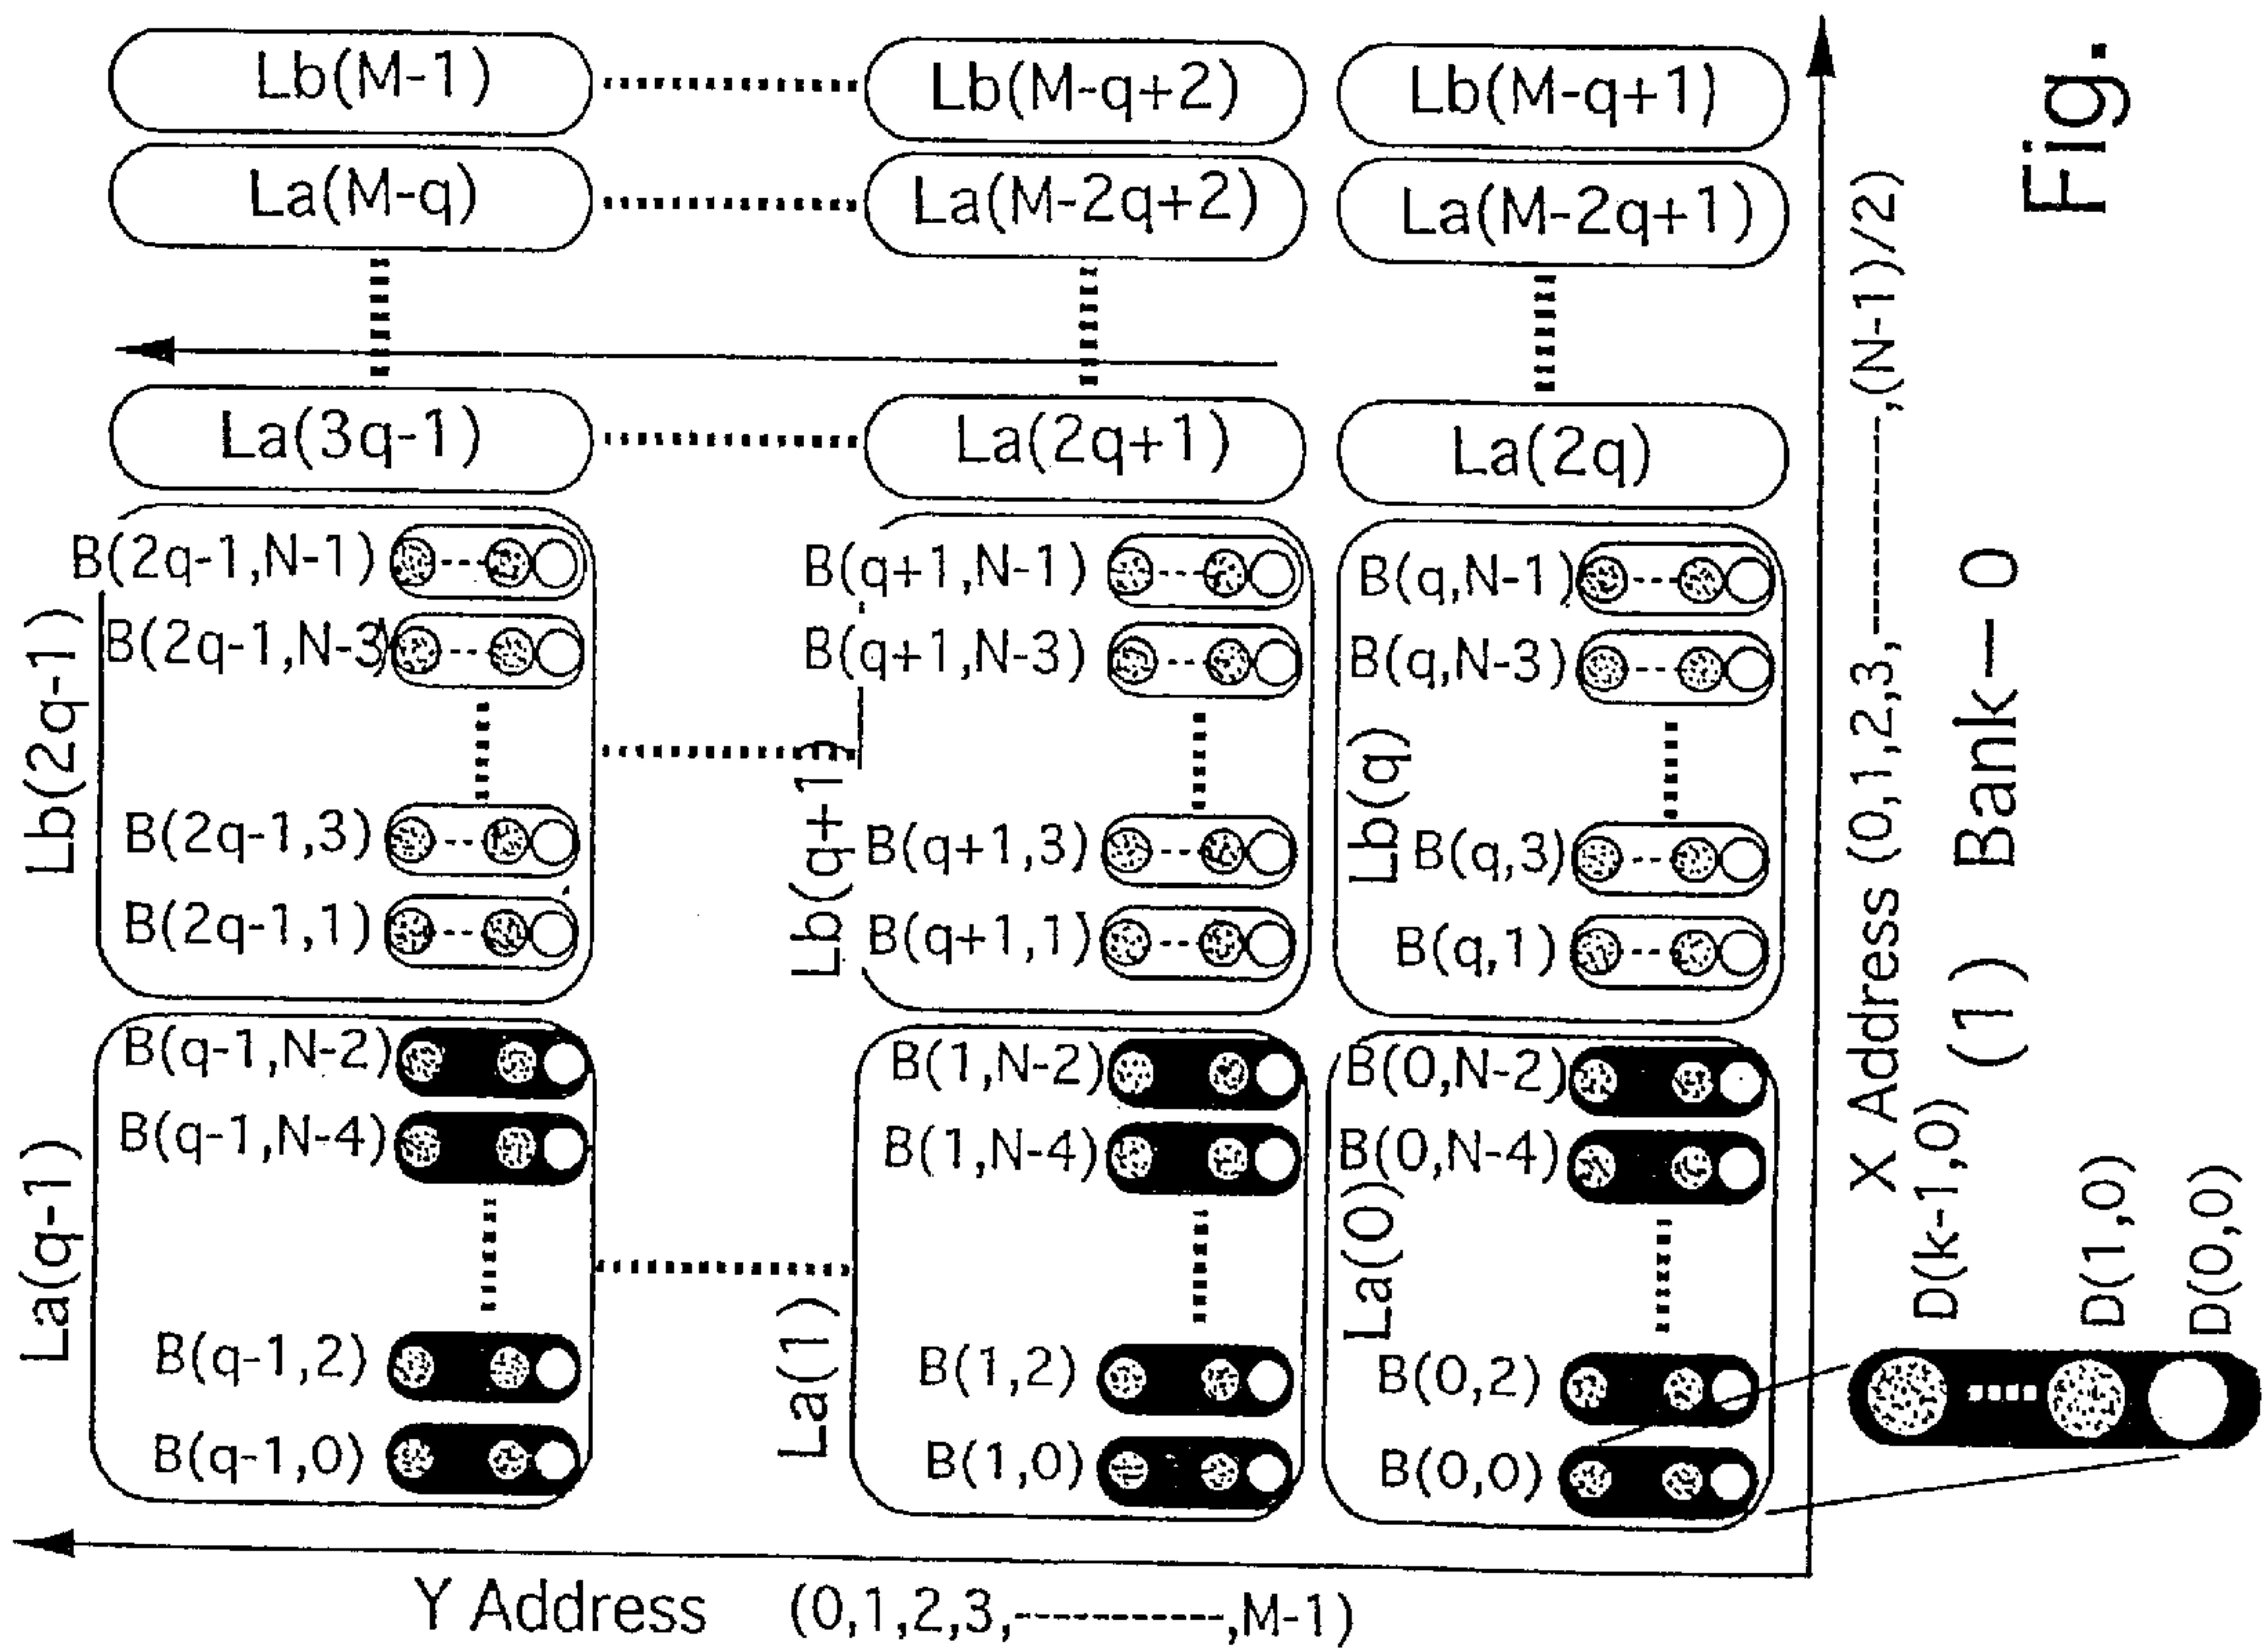 Lb(M-1)
Lb(M-q+2)
Lb(M-q+1)
La(M-q)
La(M-2q+2)
La(M-2q+1)
La(3q-1)
La(2q+1)
La(2q)
Lb(2q-1)
B(2q-1,N-1)
B(2q-1,N-3)
B(2q-1,3)
B(2q-1,1)
Lb(q+1)
B(q+1,N-1)
B(q+1,N-3)
B(q+1,3)
B(q+1,1)
Lb(q)
B(q,N-1)
B(q,N-3)
B(q,3)
B(q,1)
La(q-1)
B(q-1,N-2)
B(q-1,N-4)
B(q-1,2)
B(q-1,0)
La(1)
B(1,N-2)
B(1,N-4)
B(1,2)
B(1,0)
La(0)
B(0,N-2)
B(0,N-4)
B(0,2)
B(0,0)
Y Address (0,1,2,3,-----------,M-1)
X Address (0,1,2,3,-----------,(N-1)/2)
D(k-1,0)
D(1,0)
D(0,0)
(1) Bank-0
Fig.